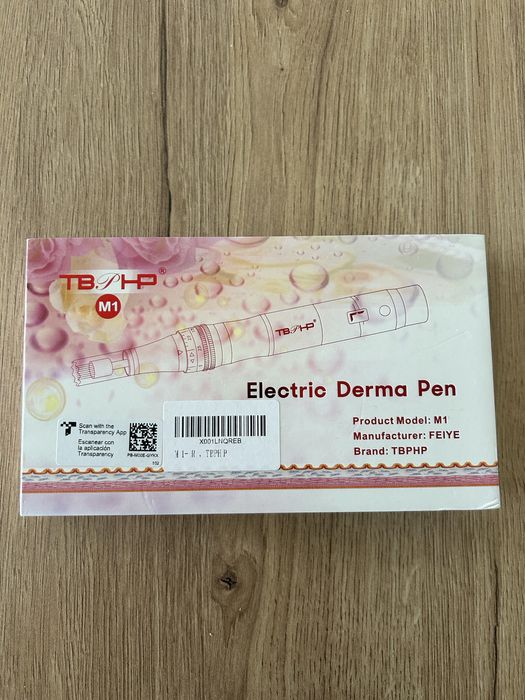 TBPHP®
M1
TBPHP®
Electric Derma Pen
Product Model: M1
Manufacturer: FEIYE
Brand: TBPHP
Scan with the
Transparency App
Escanear con
la aplicación
Transparency
X001LNQREB
TBPHP